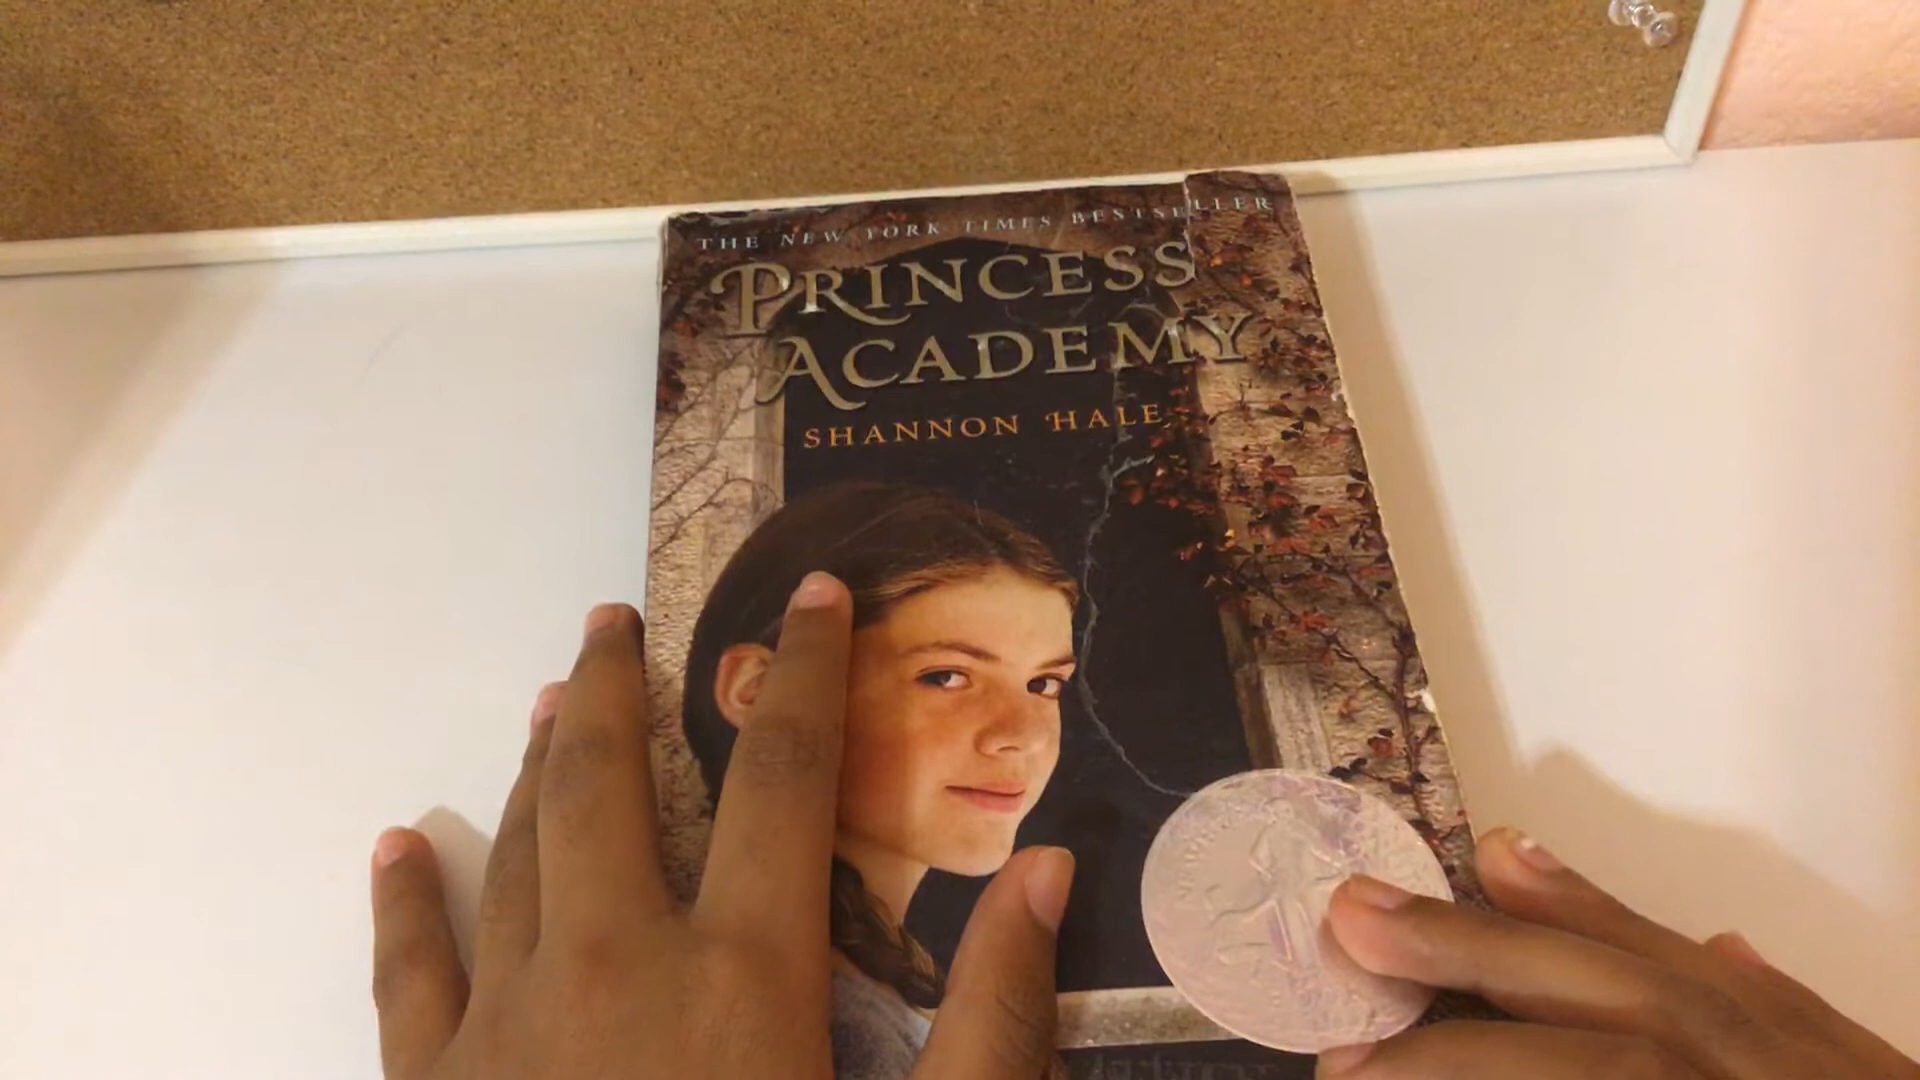 THE NEW YORK TIMES BESTSELLER
PRINCESS
ACADEMY
SHANNON HALE